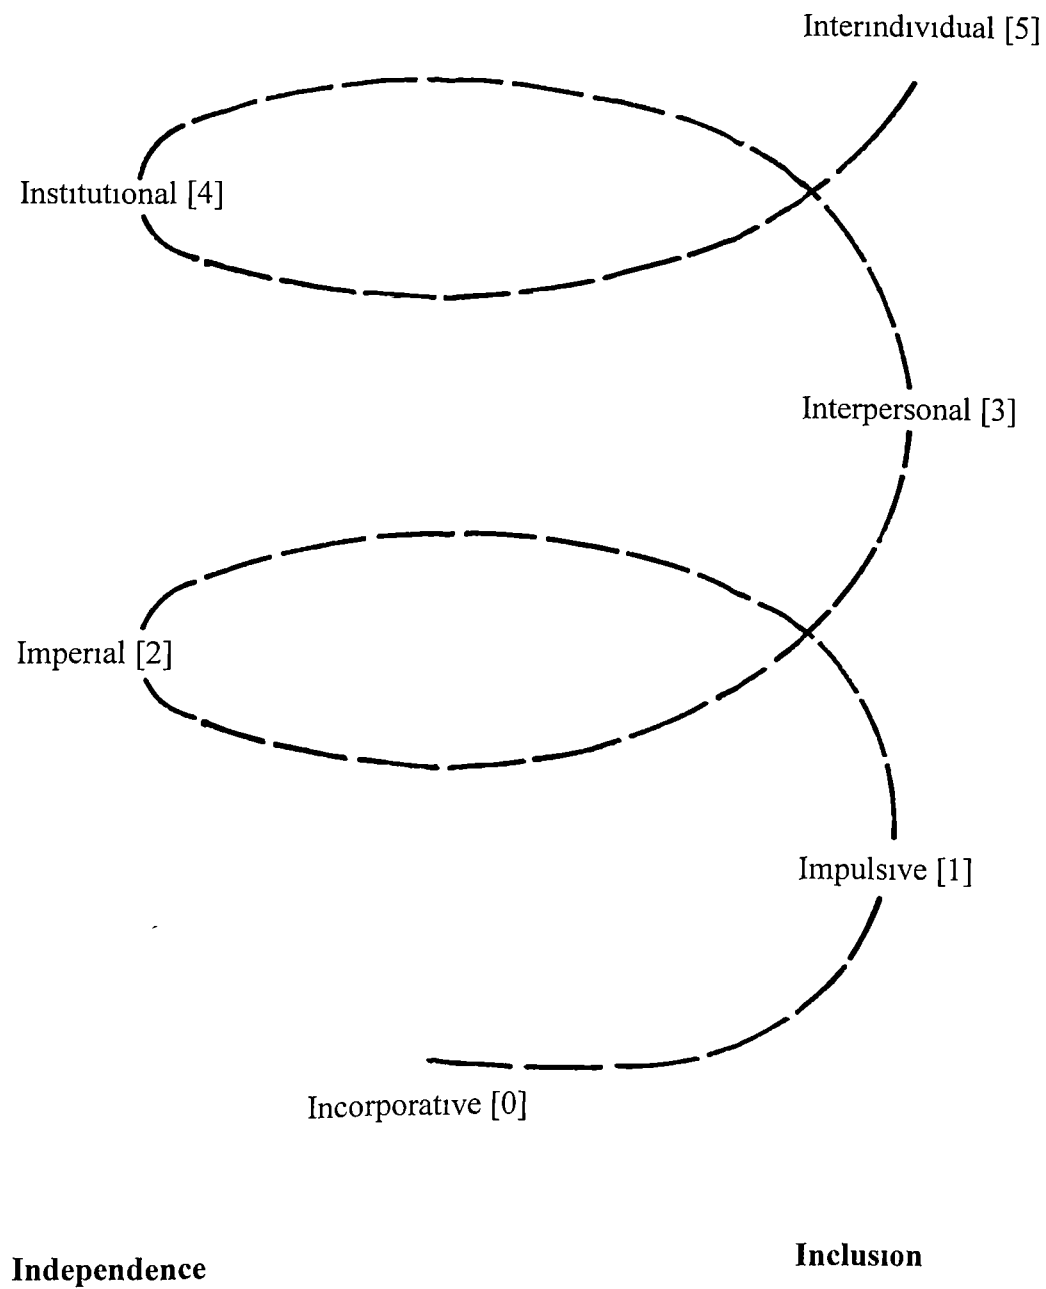 Interindividual [5]
Institutional [4]
Interpersonal [3]
Imperial [2]
Impulsive [1]
Incorporative [0]
Independence
Inclusion